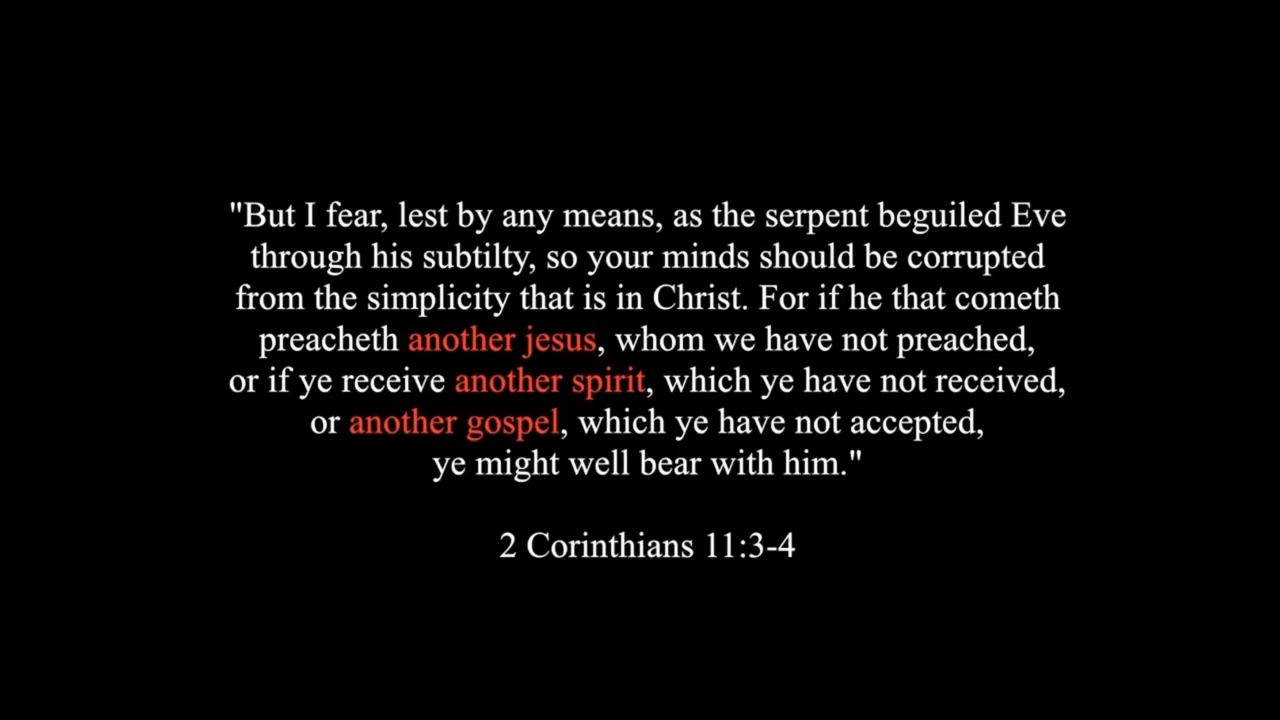 "But I fear, lest by any means, as the serpent beguiled Eve
through his subtilty, so your minds should be corrupted
from the simplicity that is in Christ. For if he that cometh
preacheth another jesus, whom we have not preached,
or if ye receive another spirit, which ye have not received,
or another gospel, which ye have not accepted,
ye might well bear with him."
2 Corinthians 11:3-4